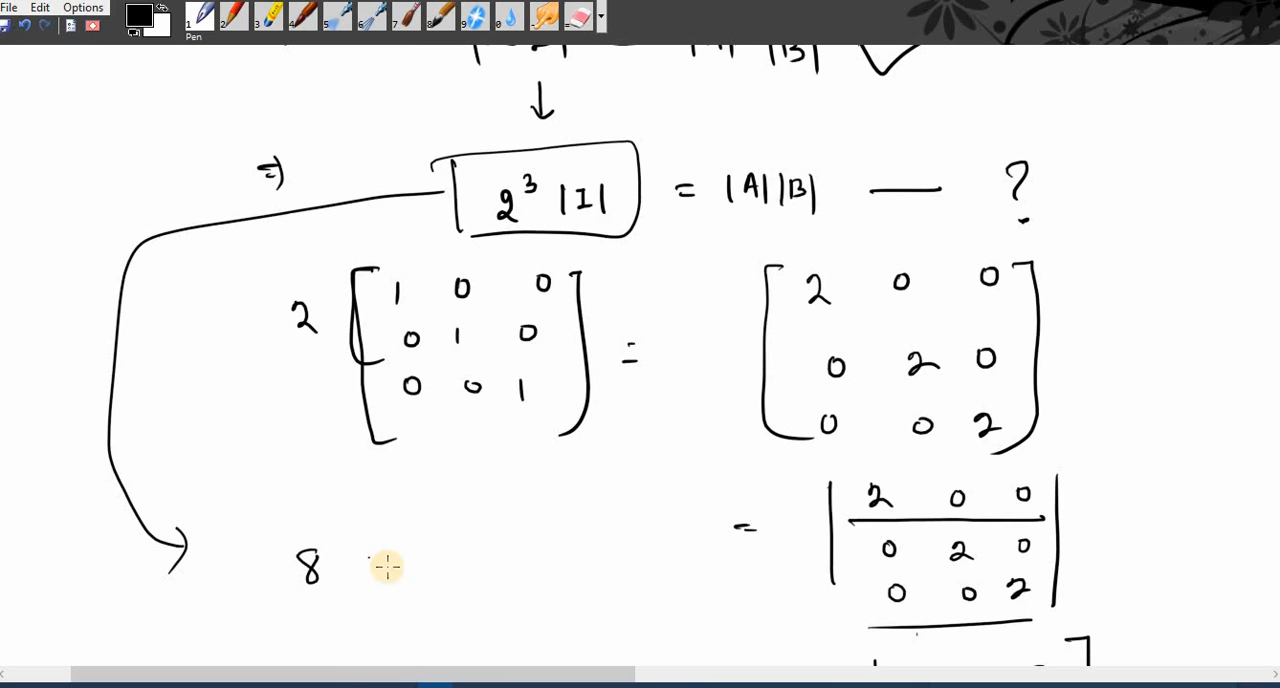 File Edit Options
Pen
|B|
↓
⇒ 2³ |I| = |A| |B| — ?
2 [ 1 0 0 = [ 2 0 0
0 1 0 0 2 0
0 0 1 ] 0 0 2 ]
= | 2 0 0
0 2 0
0 0 2 |
8